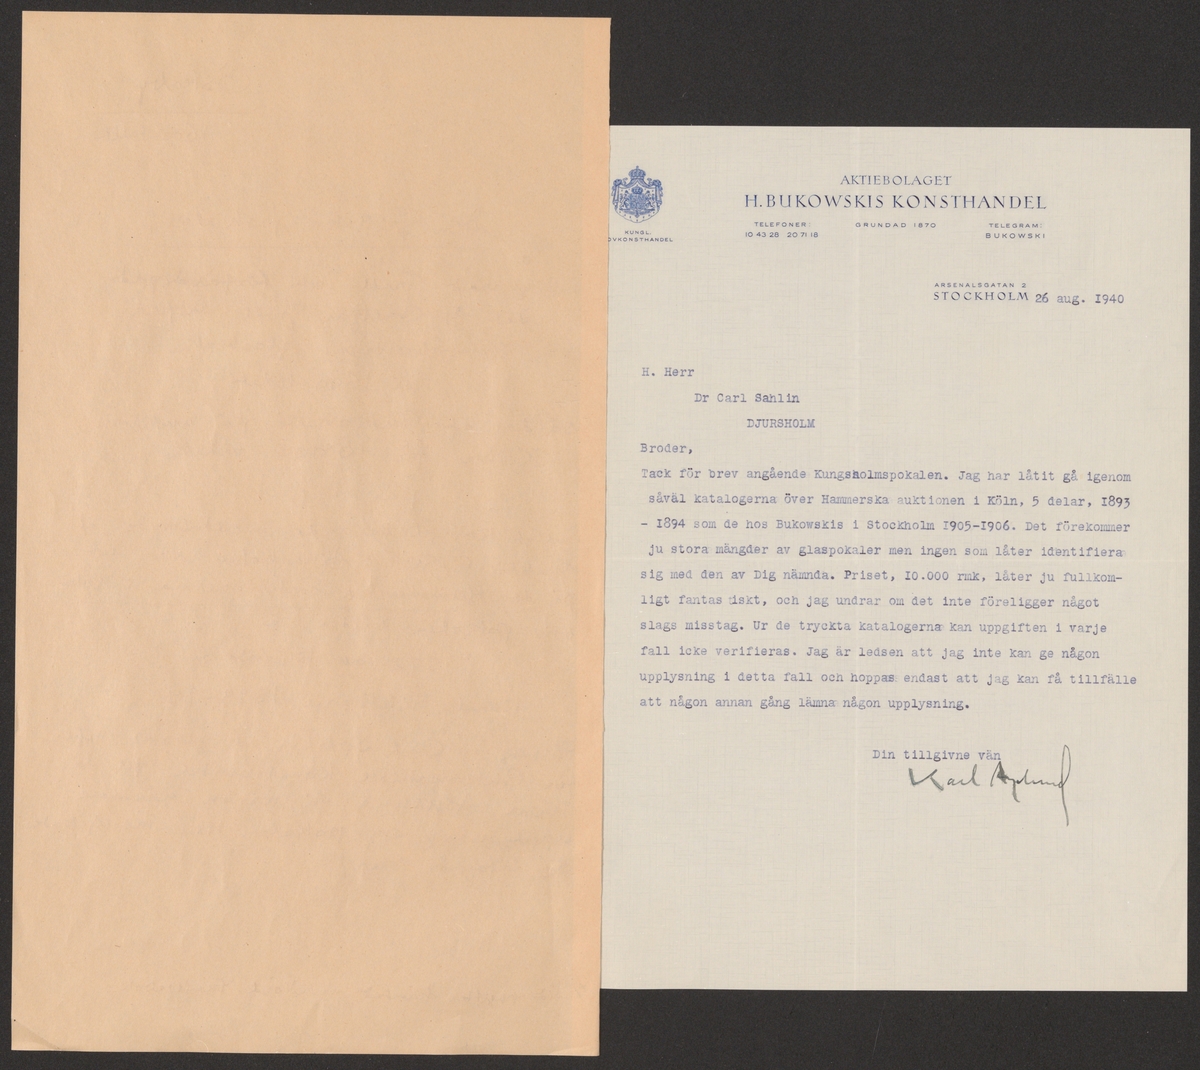 AKTIEBOLAGET
H. BUKOWSKIS KONSTHANDEL
TELEFONER: GRUNDAD 1870 TELEGRAM:
10 43 28 20 71 18 BUKOWSKI
KUNGL.
OVKONSTHANDEL
ARSENALSGATAN 2
STOCKHOLM 26 aug. 1940
H. Herr
Dr Carl Sahlin
DJURSHOLM
Broder,
Tack för brev angående Kungsholmspokalen. Jag har låtit gå igenom
såväl katalogerna över Hammerska auktionen i Köln, 5 delar, 1893
- 1894 som de hos Bukowskis i Stockholm 1905-1906. Det förekommer
ju stora mängder av glaspokaler men ingen som låter identifiera
sig med den av Dig nämnda. Priset, 10.000 rmk, låter ju fullkom-
ligt fantastiskt, och jag undrar om det inte föreligger något
slags misstag. Ur de tryckta katalogerna kan uppgiften i varje
fall icke verifieras. Jag är ledsen att jag inte kan ge någon
upplysning i detta fall och hoppas endast att jag kan få tillfälle
att någon annan gång lämna någon upplysning.
Din tillgivne vän
Karl